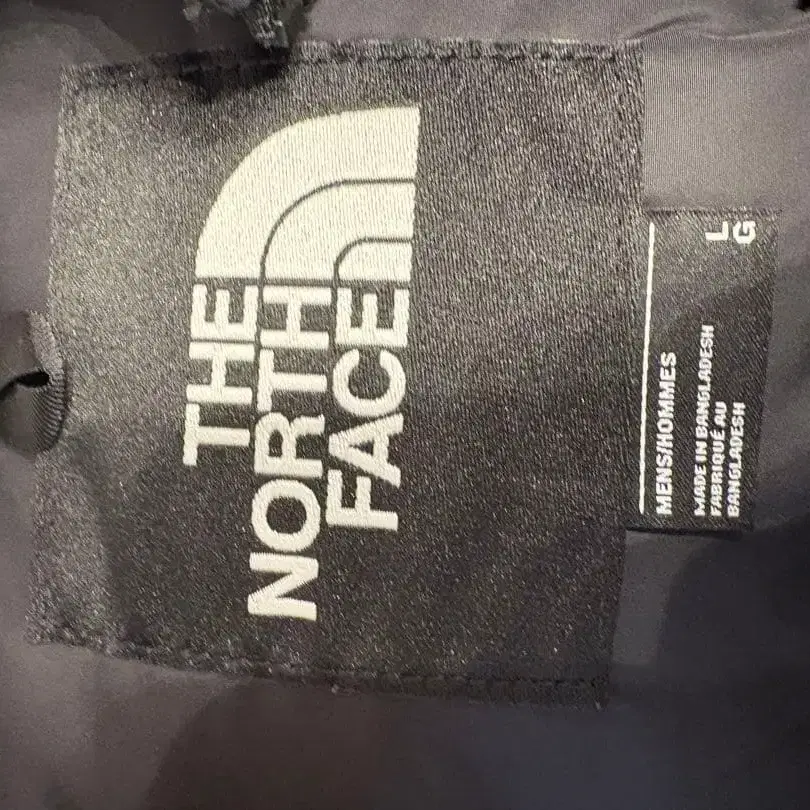 THE
NORTH
FACE
MENS/HOMMES
L
G
MADE IN BANGLADESH
FABRIQUÉ AU
BANGLADESH